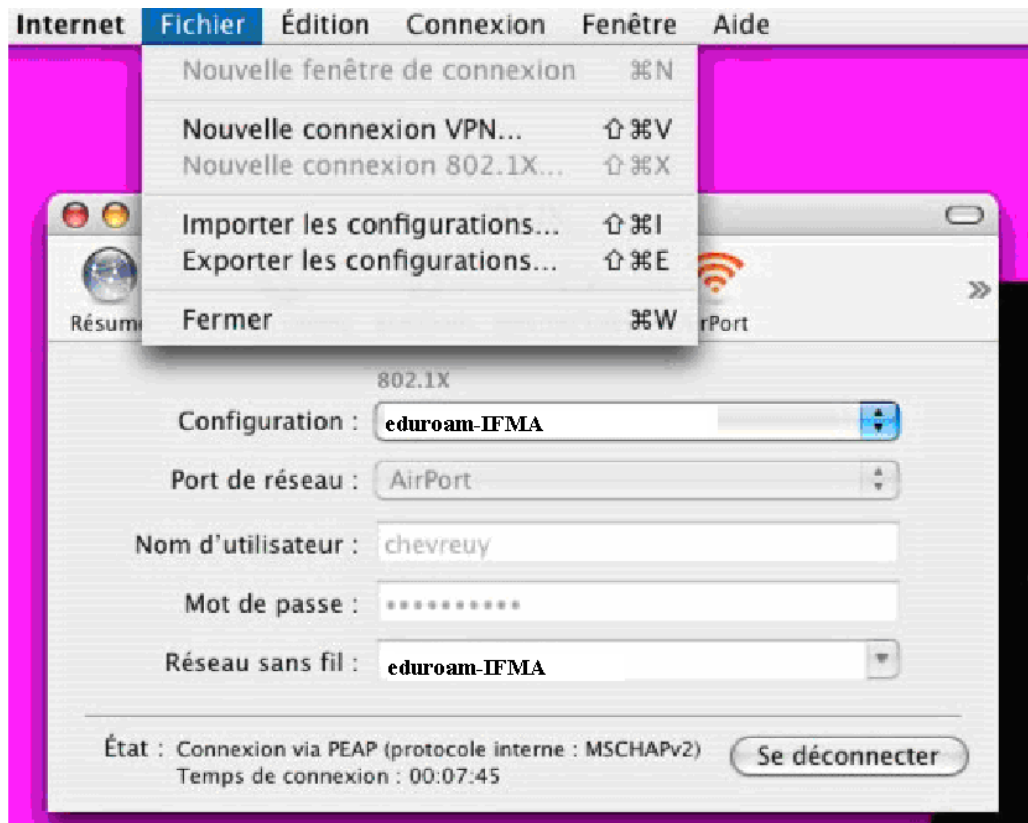 Internet Fichier Édition Connexion Fenêtre Aide
Nouvelle fenêtre de connexion ⌘N
Nouvelle connexion VPN... ⇧⌘V
Nouvelle connexion 802.1X... ⇧⌘X
Importer les configurations... ⇧⌘I
Exporter les configurations... ⇧⌘E
Fermer ⌘W
Résum rPort
802.1X
Configuration : eduroam-IFMA
Port de réseau : AirPort
Nom d'utilisateur : chevreuy
Mot de passe : ••••••••••
Réseau sans fil : eduroam-IFMA
État : Connexion via PEAP (protocole interne : MSCHAPv2)
Temps de connexion : 00:07:45
Se déconnecter